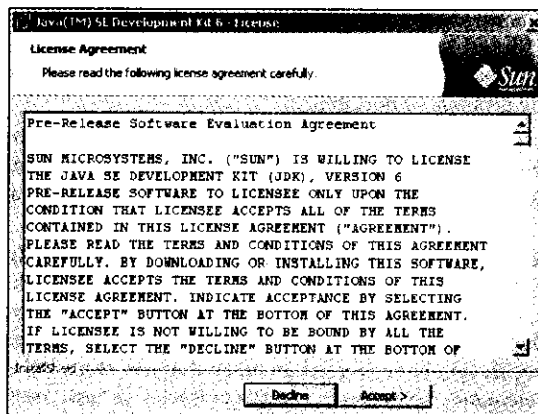 Java(TM) SE Development Kit 6 - License
License Agreement
Please read the following license agreement carefully.
Sun
Pre-Release Software Evaluation Agreement
SUN MICROSYSTEMS, INC. ("SUN") IS WILLING TO LICENSE
THE JAVA SE DEVELOPMENT KIT (JDK), VERSION 6
PRE-RELEASE SOFTWARE TO LICENSEE ONLY UPON THE
CONDITION THAT LICENSEE ACCEPTS ALL OF THE TERMS
CONTAINED IN THIS LICENSE AGREEMENT ("AGREEMENT").
PLEASE READ THE TERMS AND CONDITIONS OF THIS AGREEMENT
CAREFULLY. BY DOWNLOADING OR INSTALLING THIS SOFTWARE,
LICENSEE ACCEPTS THE TERMS AND CONDITIONS OF THIS
LICENSE AGREEMENT. INDICATE ACCEPTANCE BY SELECTING
THE "ACCEPT" BUTTON AT THE BOTTOM OF THIS AGREEMENT.
IF LICENSEE IS NOT WILLING TO BE BOUND BY ALL THE
TERMS, SELECT THE "DECLINE" BUTTON AT THE BOTTOM OF
InstallShield
Decline
Accept >